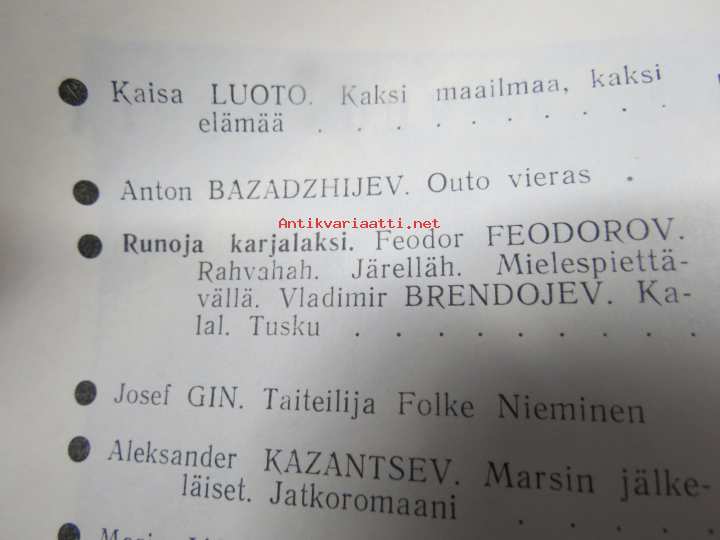 Kaisa LUOTO. Kaksi maailmaa, kaksi
elämää . . . . . . . . .
Anton BAZADZHIJEV. Outo vieras .
Antikvariaatti.net
Runoja karjalaksi. Feodor FEODOROV.
Rahvahah. Järelläh. Mielespiettä-
vällä. Vladimir BRENDOJEV. Ka-
lal. Tusku . . . . . . . . .
Josef GIN. Taiteilija Folke Nieminen
Aleksander KAZANTSEV. Marsin jälke-
läiset. Jatkoromaani . . . . .